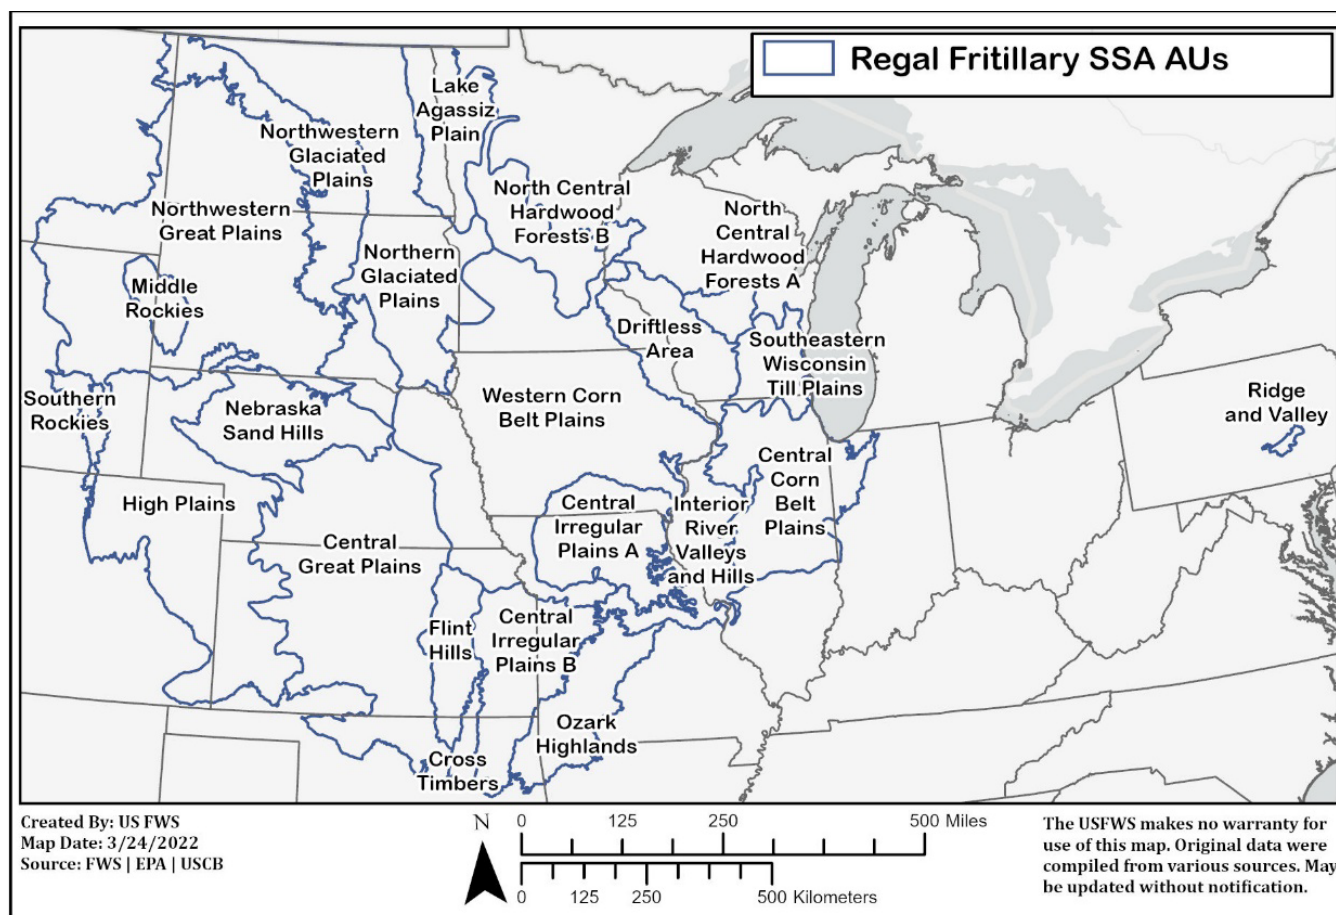 Regal Fritillary SSA AUs
Lake
Agassiz
Plain
Northwestern
Glaciated
Plains
North Central
Hardwood
Forests B
Northwestern
Great Plains
North
Central
Hardwood
Forests A
Northern
Glaciated
Plains
Middle
Rockies
Driftless
Area
Southeastern
Wisconsin
Till Plains
Southern
Rockies
Nebraska
Sand Hills
Western Corn
Belt Plains
Ridge
and Valley
High Plains
Central
Irregular
Plains A
Interior
River
Valleys
and Hills
Central
Corn
Belt
Plains
Central
Great Plains
Flint
Hills
Central
Irregular
Plains B
Ozark
Highlands
Cross
Timbers
Created By: US FWS
Map Date: 3/24/2022
Source: FWS | EPA | USCB
N
0 125 250 500 Miles
0 125 250 500 Kilometers
The USFWS makes no warranty for
use of this map. Original data were
compiled from various sources. May
be updated without notification.